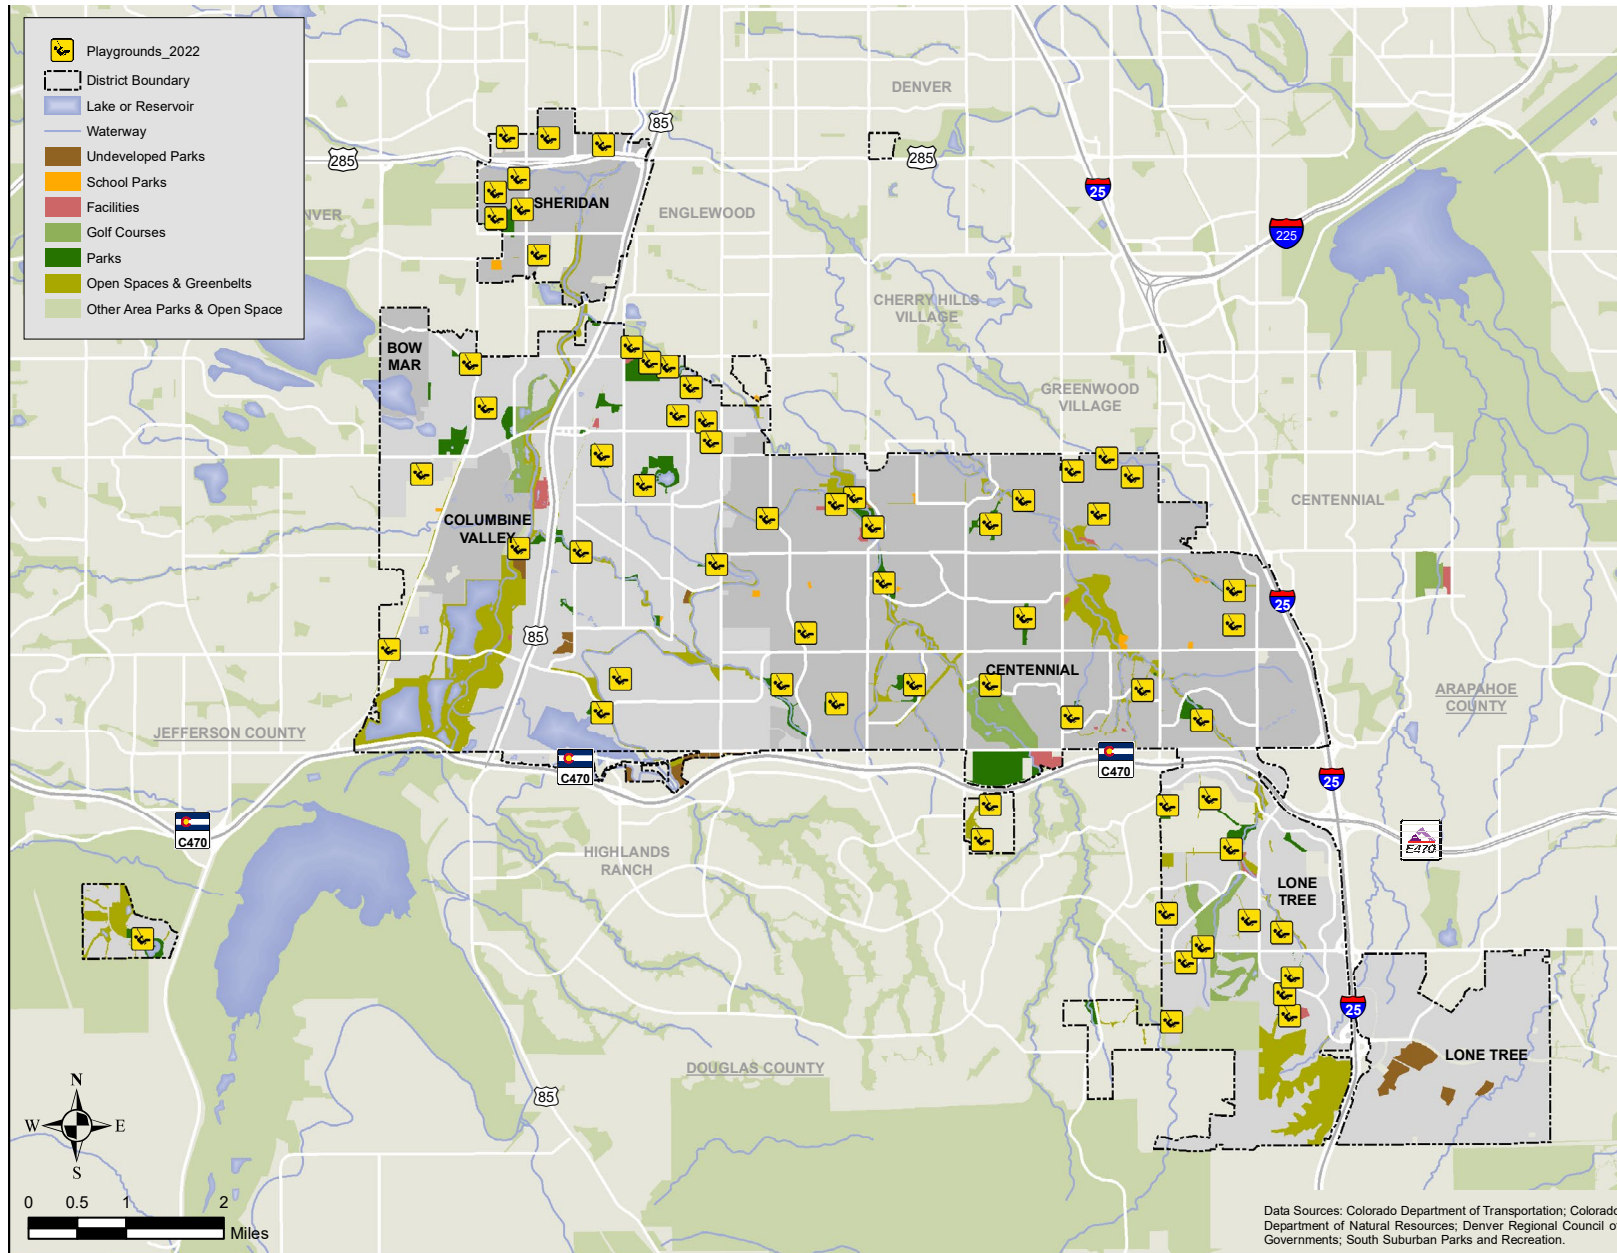 Playgrounds_2022
District Boundary
Lake or Reservoir
Waterway
Undeveloped Parks
School Parks
Facilities
Golf Courses
Parks
Open Spaces & Greenbelts
Other Area Parks & Open Space
DENVER
85
285
285
25
NVER
SHERIDAN
ENGLEWOOD
225
CHERRY HILLS
VILLAGE
BOW
MAR
GREENWOOD
VILLAGE
CENTENNIAL
COLUMBINE
VALLEY
25
85
CENTENNIAL
ARAPAHOE
COUNTY
JEFFERSON COUNTY
C470
C470
25
C470
E470
HIGHLANDS
RANCH
LONE
TREE
25
LONE TREE
DOUGLAS COUNTY
85
N
W
E
S
0 0.5 1 2
Miles
Data Sources: Colorado Department of Transportation; Colorado
Department of Natural Resources; Denver Regional Council of
Governments; South Suburban Parks and Recreation.